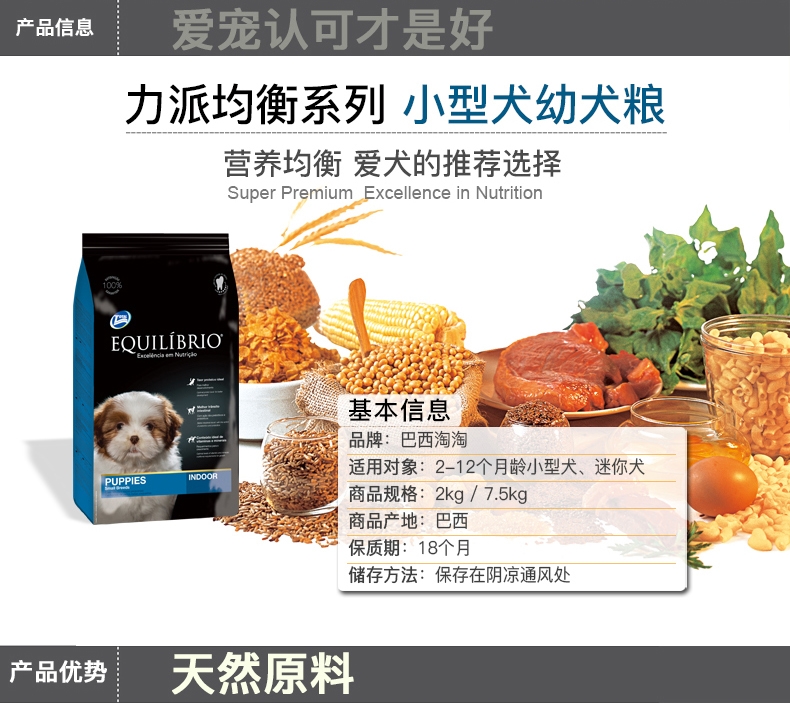 产品信息
爱宠认可才是好
力派均衡系列 小型犬幼犬粮
营养均衡 爱犬的推荐选择
Super Premium Excellence in Nutrition
100%
TOTAL
EQUILÍBRIO
Excelência em Nutrição
PUPPIES
Small Breeds
INDOOR
基本信息
品牌：巴西淘淘
适用对象：2-12个月龄小型犬、迷你犬
商品规格：2kg / 7.5kg
商品产地：巴西
保质期：18个月
储存方法：保存在阴凉通风处
产品优势
天然原料